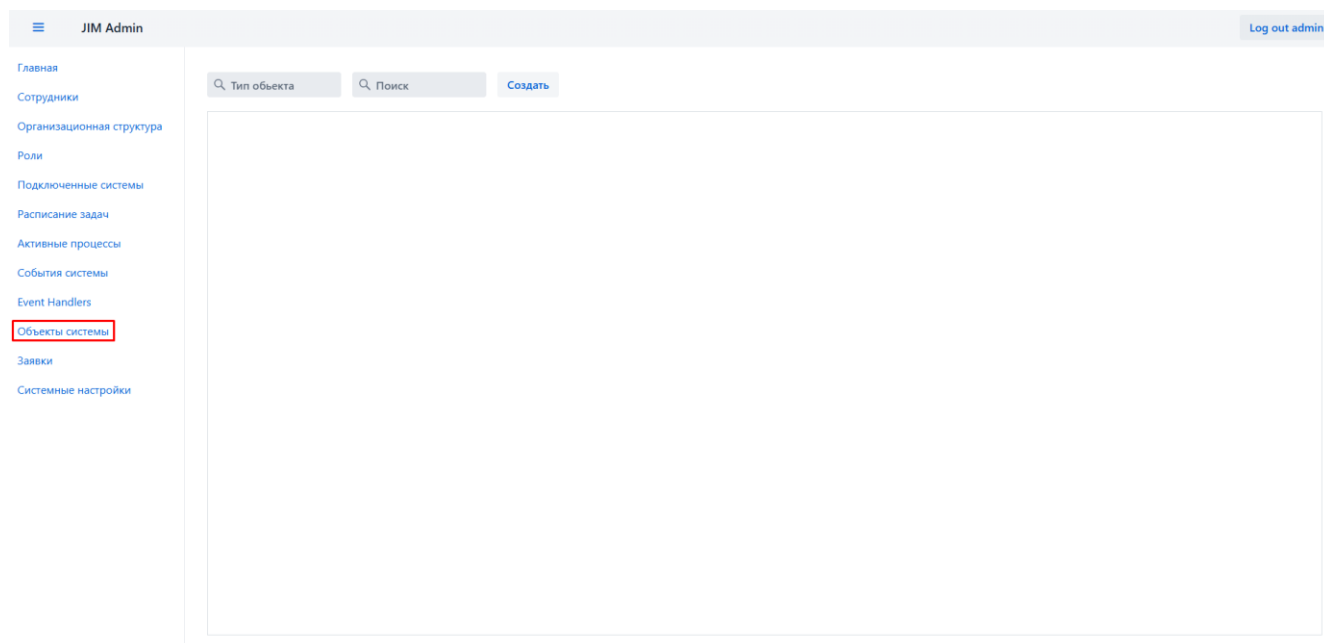 JIM Admin
Log out admin
Главная
Сотрудники
Организационная структура
Роли
Подключенные системы
Расписание задач
Активные процессы
События системы
Event Handlers
Объекты системы
Заявки
Системные настройки
Тип обьекта
Поиск
Создать